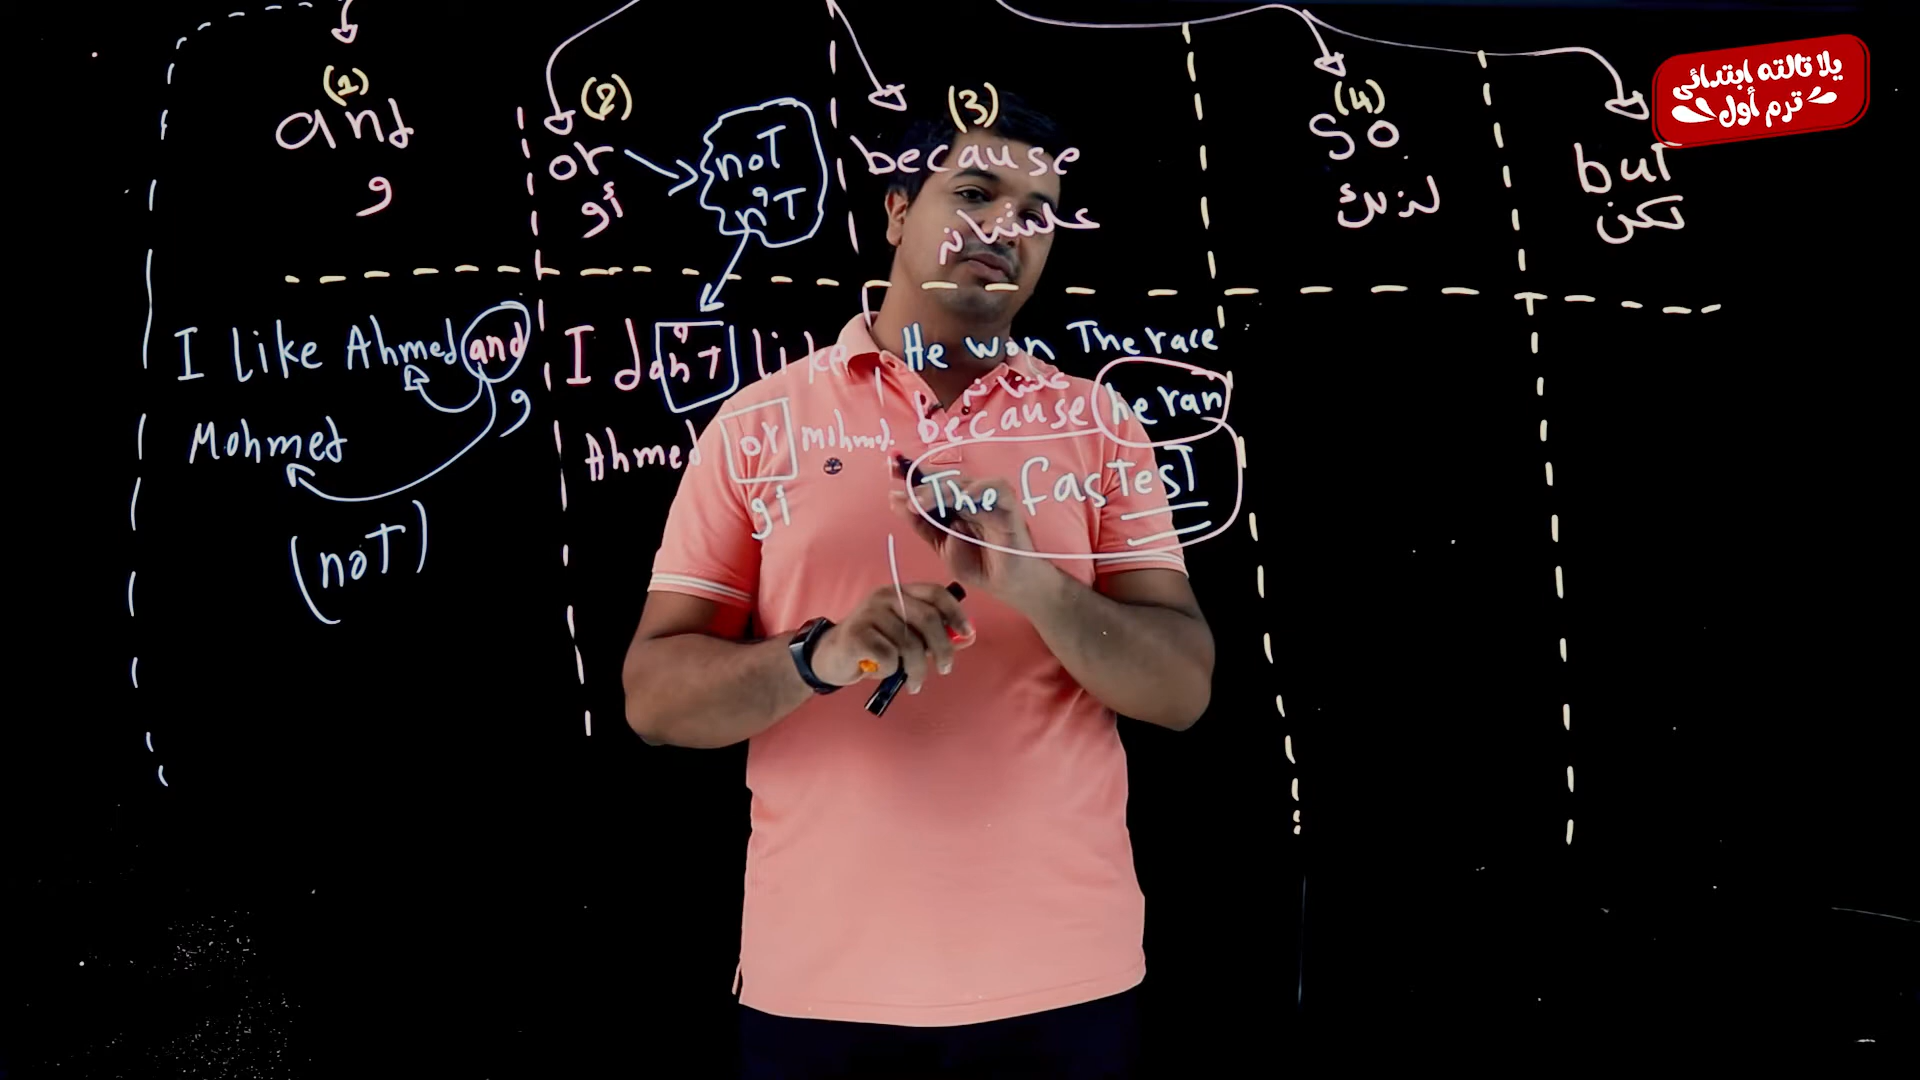 يلا تالته ابتدائى
ترم أول
(1)
and
و
(2)
or
أو
not
n'T
(3)
because
علشان
(4)
So
لذلك
but
لكن
I like Ahmed and
و
Mohmed
(noT)
I don'T like
Ahmed or mohmd.
أو
He won The race
علشان
because he ran
The fastesT